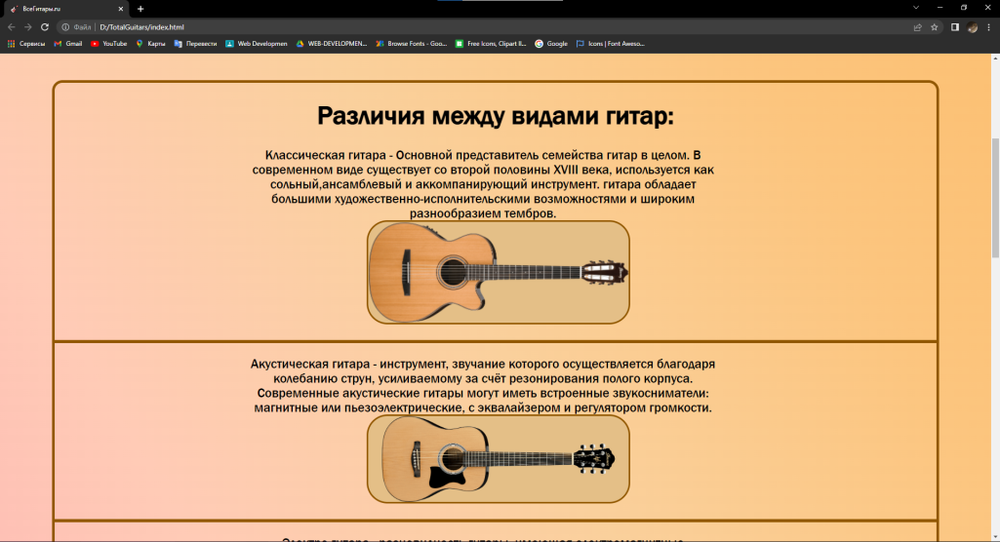 ВсеГитары.ru
Файл | D:/TotalGuitars/index.html
Сервисы Gmail YouTube Карты Перевести Web Developmen WEB-DEVELOPMEN... Browse Fonts - Goo... Free Icons, Clipart Il... Google Icons | Font Aweso...
Различия между видами гитар:
Классическая гитара - Основной представитель семейства гитар в целом. В
современном виде существует со второй половины XVIII века, используется как
сольный,ансамблевый и аккомпанирующий инструмент. гитара обладает
большими художественно-исполнительскими возможностями и широким
разнообразием тембров.
Акустическая гитара - инструмент, звучание которого осуществляется благодаря
колебанию струн, усиливаемому за счёт резонирования полого корпуса.
Современные акустические гитары могут иметь встроенные звукосниматели:
магнитные или пьезоэлектрические, с эквалайзером и регулятором громкости.